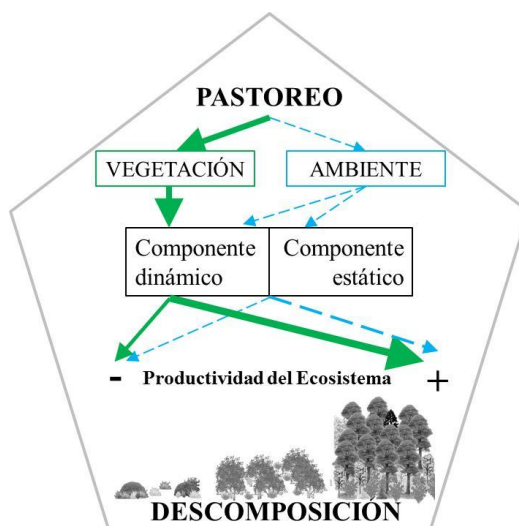 PASTOREO
VEGETACIÓN
AMBIENTE
Componente
dinámico
Componente
estático
- Productividad del Ecosistema +
DESCOMPOSICIÓN